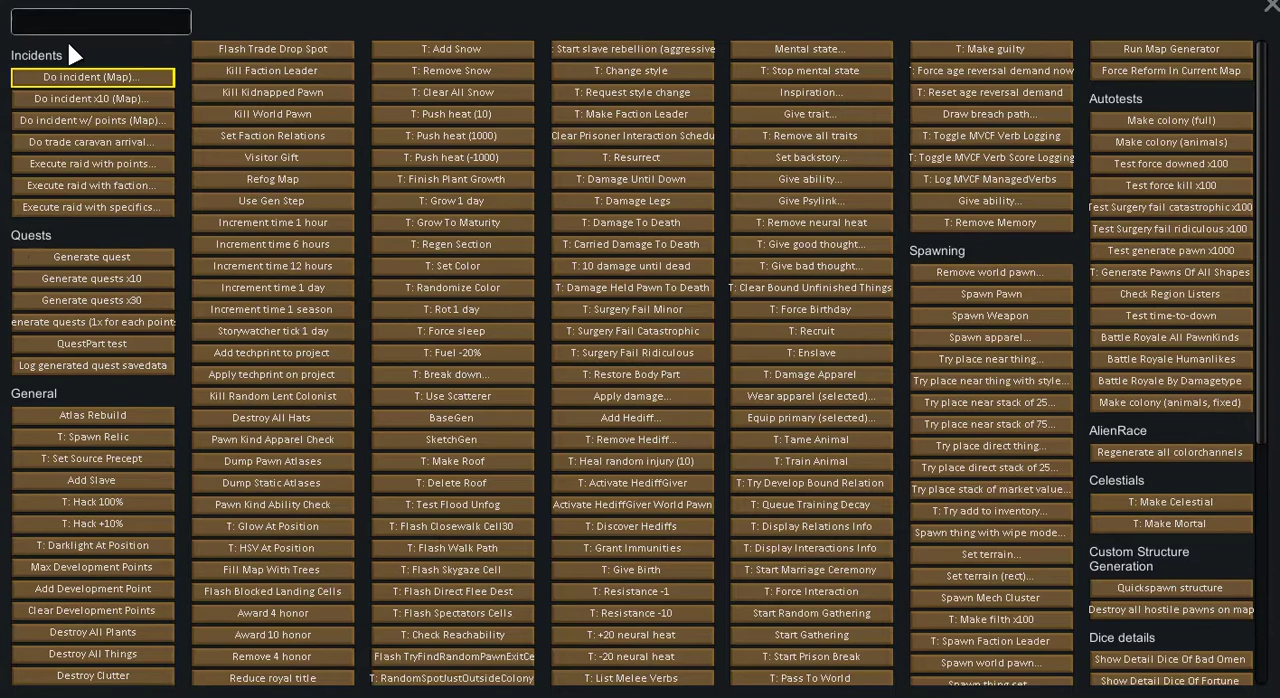 Incidents
Do incident (Map)...
Do incident x10 (Map)...
Do incident w/ points (Map)...
Do trade caravan arrival...
Execute raid with points...
Execute raid with faction...
Execute raid with specifics...
Quests
Generate quest
Generate quests x10
Generate quests x30
enerate quests (1x for each point
QuestPart test
Log generated quest savedata
General
Atlas Rebuild
T: Spawn Relic
T: Set Source Precept
Add Slave
T: Hack 100%
T: Hack +10%
T: Darklight At Position
Max Development Points
Add Development Point
Clear Development Points
Destroy All Plants
Destroy All Things
Destroy Clutter
Flash Trade Drop Spot
Kill Faction Leader
Kill Kidnapped Pawn
Kill World Pawn
Set Faction Relations
Visitor Gift
Refog Map
Use Gen Step
Increment time 1 hour
Increment time 6 hours
Increment time 12 hours
Increment time 1 day
Increment time 1 season
Storywatcher tick 1 day
Add techprint to project
Apply techprint on project
Kill Random Lent Colonist
Destroy All Hats
Pawn Kind Apparel Check
Dump Pawn Atlases
Dump Static Atlases
Pawn Kind Ability Check
T: Glow At Position
T: HSV At Position
Fill Map With Trees
Flash Blocked Landing Cells
Award 4 honor
Award 10 honor
Remove 4 honor
Reduce royal title
T: Add Snow
T: Remove Snow
T: Clear All Snow
T: Push heat (10)
T: Push heat (1000)
T: Push heat (-1000)
T: Finish Plant Growth
T: Grow 1 day
T: Grow To Maturity
T: Regen Section
T: Set Color
T: Randomize Color
T: Rot 1 day
T: Force sleep
T: Fuel -20%
T: Break down...
T: Use Scatterer
BaseGen
SketchGen
T: Make Roof
T: Delete Roof
T: Test Flood Unfog
T: Flash Closewalk Cell30
T: Flash Walk Path
T: Flash Skygaze Cell
T: Flash Direct Flee Dest
T: Flash Spectators Cells
T: Check Reachability
Flash TryFindRandomPawnExitCe
T: RandomSpotJustOutsideColony
: Start slave rebellion (aggressive
T: Change style
T: Request style change
T: Make Faction Leader
Clear Prisoner Interaction Schedu
T: Resurrect
T: Damage Until Down
T: Damage Legs
T: Damage To Death
T: Carried Damage To Death
T: 10 damage until dead
T: Damage Held Pawn To Death
T: Surgery Fail Minor
T: Surgery Fail Catastrophic
T: Surgery Fail Ridiculous
T: Restore Body Part
Apply damage...
Add Hediff...
T: Remove Hediff...
T: Heal random injury (10)
T: Activate HediffGiver
Activate HediffGiver World Pawn
T: Discover Hediffs
T: Grant Immunities
T: Give Birth
T: Resistance -1
T: Resistance -10
T: +20 neural heat
T: -20 neural heat
T: List Melee Verbs
Mental state...
T: Stop mental state
Inspiration...
Give trait...
T: Remove all traits
Set backstory...
Give ability...
Give Psylink...
T: Remove neural heat
T: Give good thought...
T: Give bad thought...
T: Clear Bound Unfinished Things
T: Force Birthday
T: Recruit
T: Enslave
T: Damage Apparel
Wear apparel (selected)...
Equip primary (selected)...
T: Tame Animal
T: Train Animal
T: Try Develop Bound Relation
T: Queue Training Decay
T: Display Relations Info
T: Display Interactions Info
T: Start Marriage Ceremony
T: Force Interaction
Start Random Gathering
Start Gathering
T: Start Prison Break
T: Pass To World
T: Make guilty
T: Force age reversal demand now
T: Reset age reversal demand
Draw breach path...
T: Toggle MVCF Verb Logging
T: Toggle MVCF Verb Score Logging
T: Log MVCF ManagedVerbs
Give ability...
T: Remove Memory
Spawning
Remove world pawn...
Spawn Pawn
Spawn Weapon
Spawn apparel...
Try place near thing...
Try place near thing with style...
Try place near stack of 25...
Try place near stack of 75...
Try place direct thing...
Try place direct stack of 25...
Try place stack of market value...
T: Try add to inventory...
Spawn thing with wipe mode...
Set terrain...
Set terrain (rect)...
Spawn Mech Cluster
T: Make filth x100
T: Spawn Faction Leader
Spawn world pawn...
Spawn thing set...
Run Map Generator
Force Reform In Current Map
Autotests
Make colony (full)
Make colony (animals)
Test force downed x100
Test force kill x100
Test Surgery fail catastrophic x100
Test Surgery fail ridiculous x100
Test generate pawn x1000
T: Generate Pawns Of All Shapes
Check Region Listers
Test time-to-down
Battle Royale All PawnKinds
Battle Royale Humanlikes
Battle Royale By Damagetype
Make colony (animals, fixed)
AlienRace
Regenerate all colorchannels
Celestials
T: Make Celestial
T: Make Mortal
Custom Structure
Generation
Quickspawn structure
Destroy all hostile pawns on map
Dice details
Show Detail Dice Of Bad Omen
Show Detail Dice Of Fortune